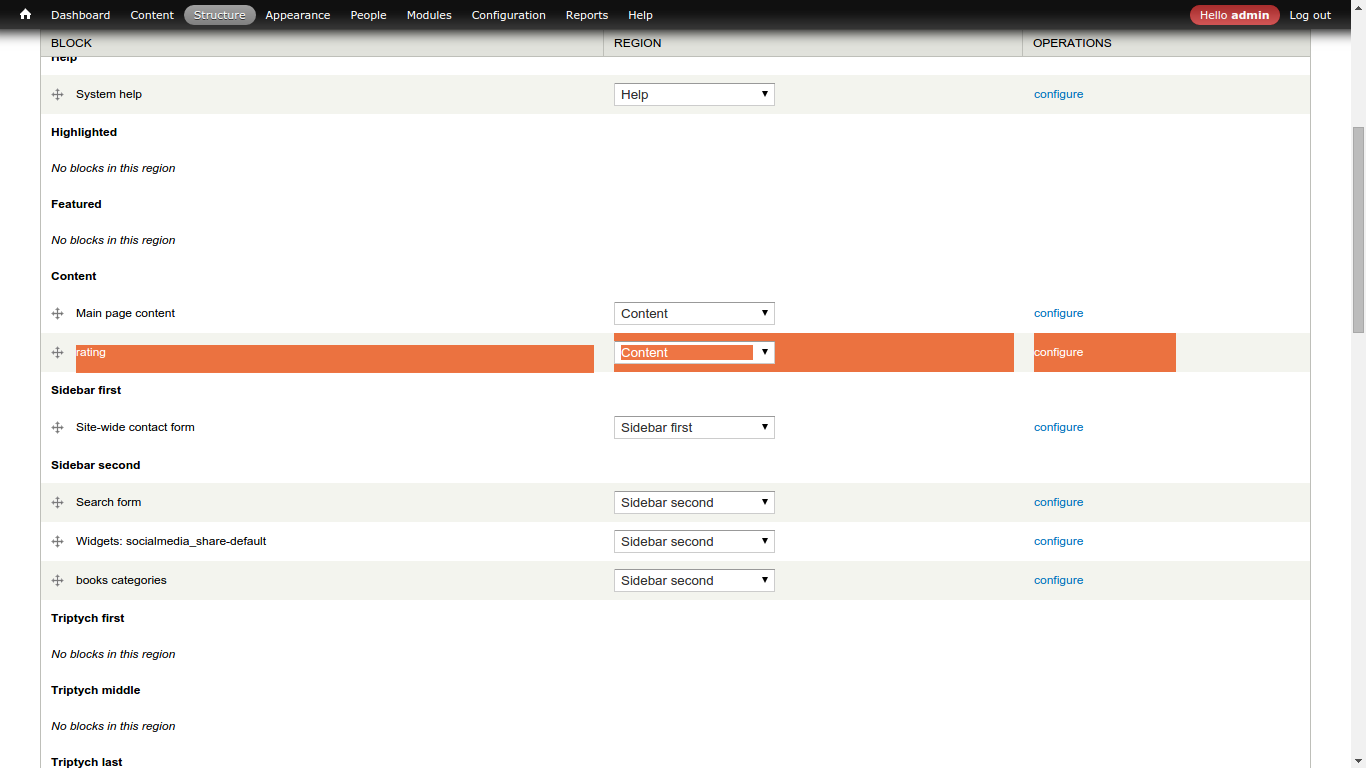 Dashboard Content Structure Appearance People Modules Configuration Reports Help Hello admin Log out
BLOCK REGION OPERATIONS
Help
System help Help configure
Highlighted
No blocks in this region
Featured
No blocks in this region
Content
Main page content Content configure
rating Content configure
Sidebar first
Site-wide contact form Sidebar first configure
Sidebar second
Search form Sidebar second configure
Widgets: socialmedia_share-default Sidebar second configure
books categories Sidebar second configure
Triptych first
No blocks in this region
Triptych middle
No blocks in this region
Triptych last